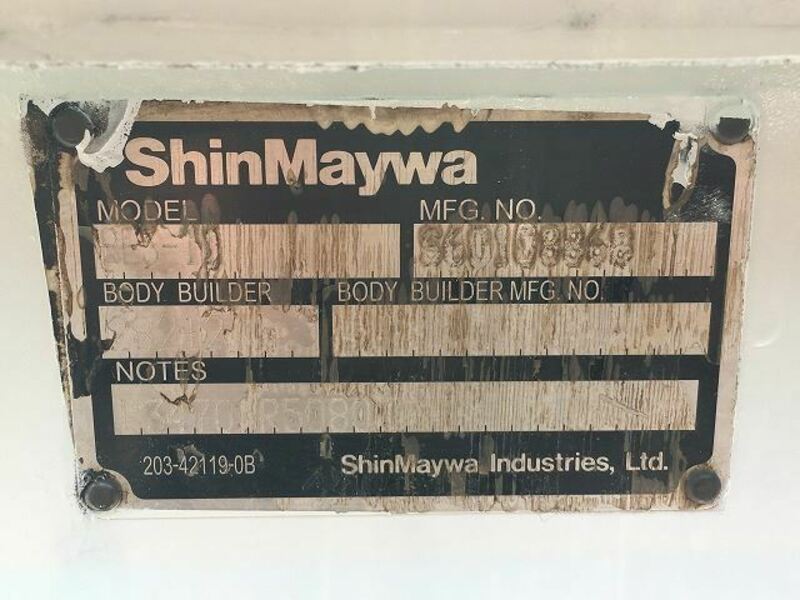 ShinMaywa
MODEL MFG. NO.
BODY BUILDER BODY BUILDER MFG. NO.
NOTES
203-42119-0B ShinMaywa Industries, Ltd.